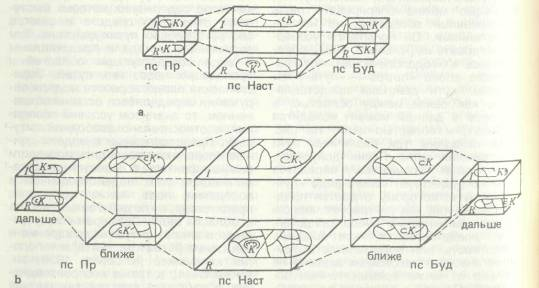 I K I K I K
R K R K R K
пс Пр пс Наст пс Буд
а
I K K I K K I K
R K K R K K R K
дальше ближе ближе дальше
пс Пр пс Наст пс Буд
b